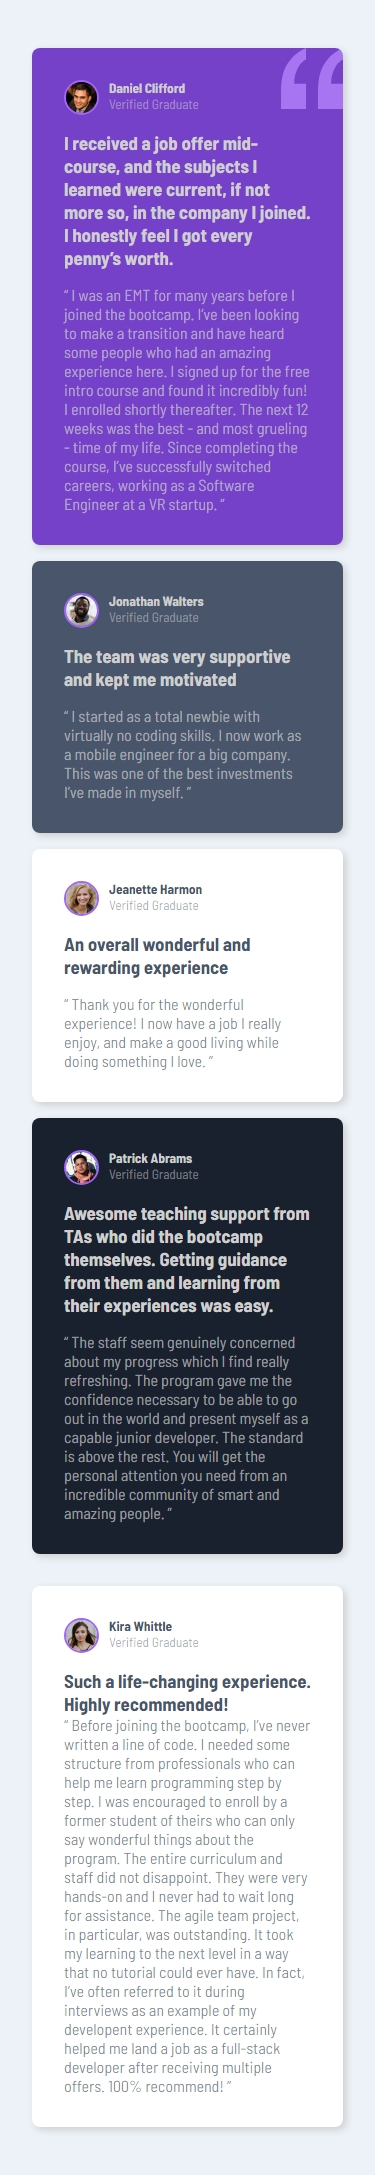 Daniel Clifford
Verified Graduate
I received a job offer mid-
course, and the subjects I
learned were current, if not
more so, in the company I joined.
I honestly feel I got every
penny’s worth.
“ I was an EMT for many years before I
joined the bootcamp. I’ve been looking
to make a transition and have heard
some people who had an amazing
experience here. I signed up for the free
intro course and found it incredibly fun!
I enrolled shortly thereafter. The next 12
weeks was the best - and most grueling
- time of my life. Since completing the
course, I’ve successfully switched
careers, working as a Software
Engineer at a VR startup. ”
Jonathan Walters
Verified Graduate
The team was very supportive
and kept me motivated
“ I started as a total newbie with
virtually no coding skills. I now work as
a mobile engineer for a big company.
This was one of the best investments
I’ve made in myself. ”
Jeanette Harmon
Verified Graduate
An overall wonderful and
rewarding experience
“ Thank you for the wonderful
experience! I now have a job I really
enjoy, and make a good living while
doing something I love. ”
Patrick Abrams
Verified Graduate
Awesome teaching support from
TAs who did the bootcamp
themselves. Getting guidance
from them and learning from
their experiences was easy.
“ The staff seem genuinely concerned
about my progress which I find really
refreshing. The program gave me the
confidence necessary to be able to go
out in the world and present myself as a
capable junior developer. The standard
is above the rest. You will get the
personal attention you need from an
incredible community of smart and
amazing people. ”
Kira Whittle
Verified Graduate
Such a life-changing experience.
Highly recommended!
“ Before joining the bootcamp, I’ve never
written a line of code. I needed some
structure from professionals who can
help me learn programming step by
step. I was encouraged to enroll by a
former student of theirs who can only
say wonderful things about the
program. The entire curriculum and
staff did not disappoint. They were very
hands-on and I never had to wait long
for assistance. The agile team project,
in particular, was outstanding. It took
my learning to the next level in a way
that no tutorial could ever have. In fact,
I’ve often referred to it during
interviews as an example of my
developent experience. It certainly
helped me land a job as a full-stack
developer after receiving multiple
offers. 100% recommend! ”